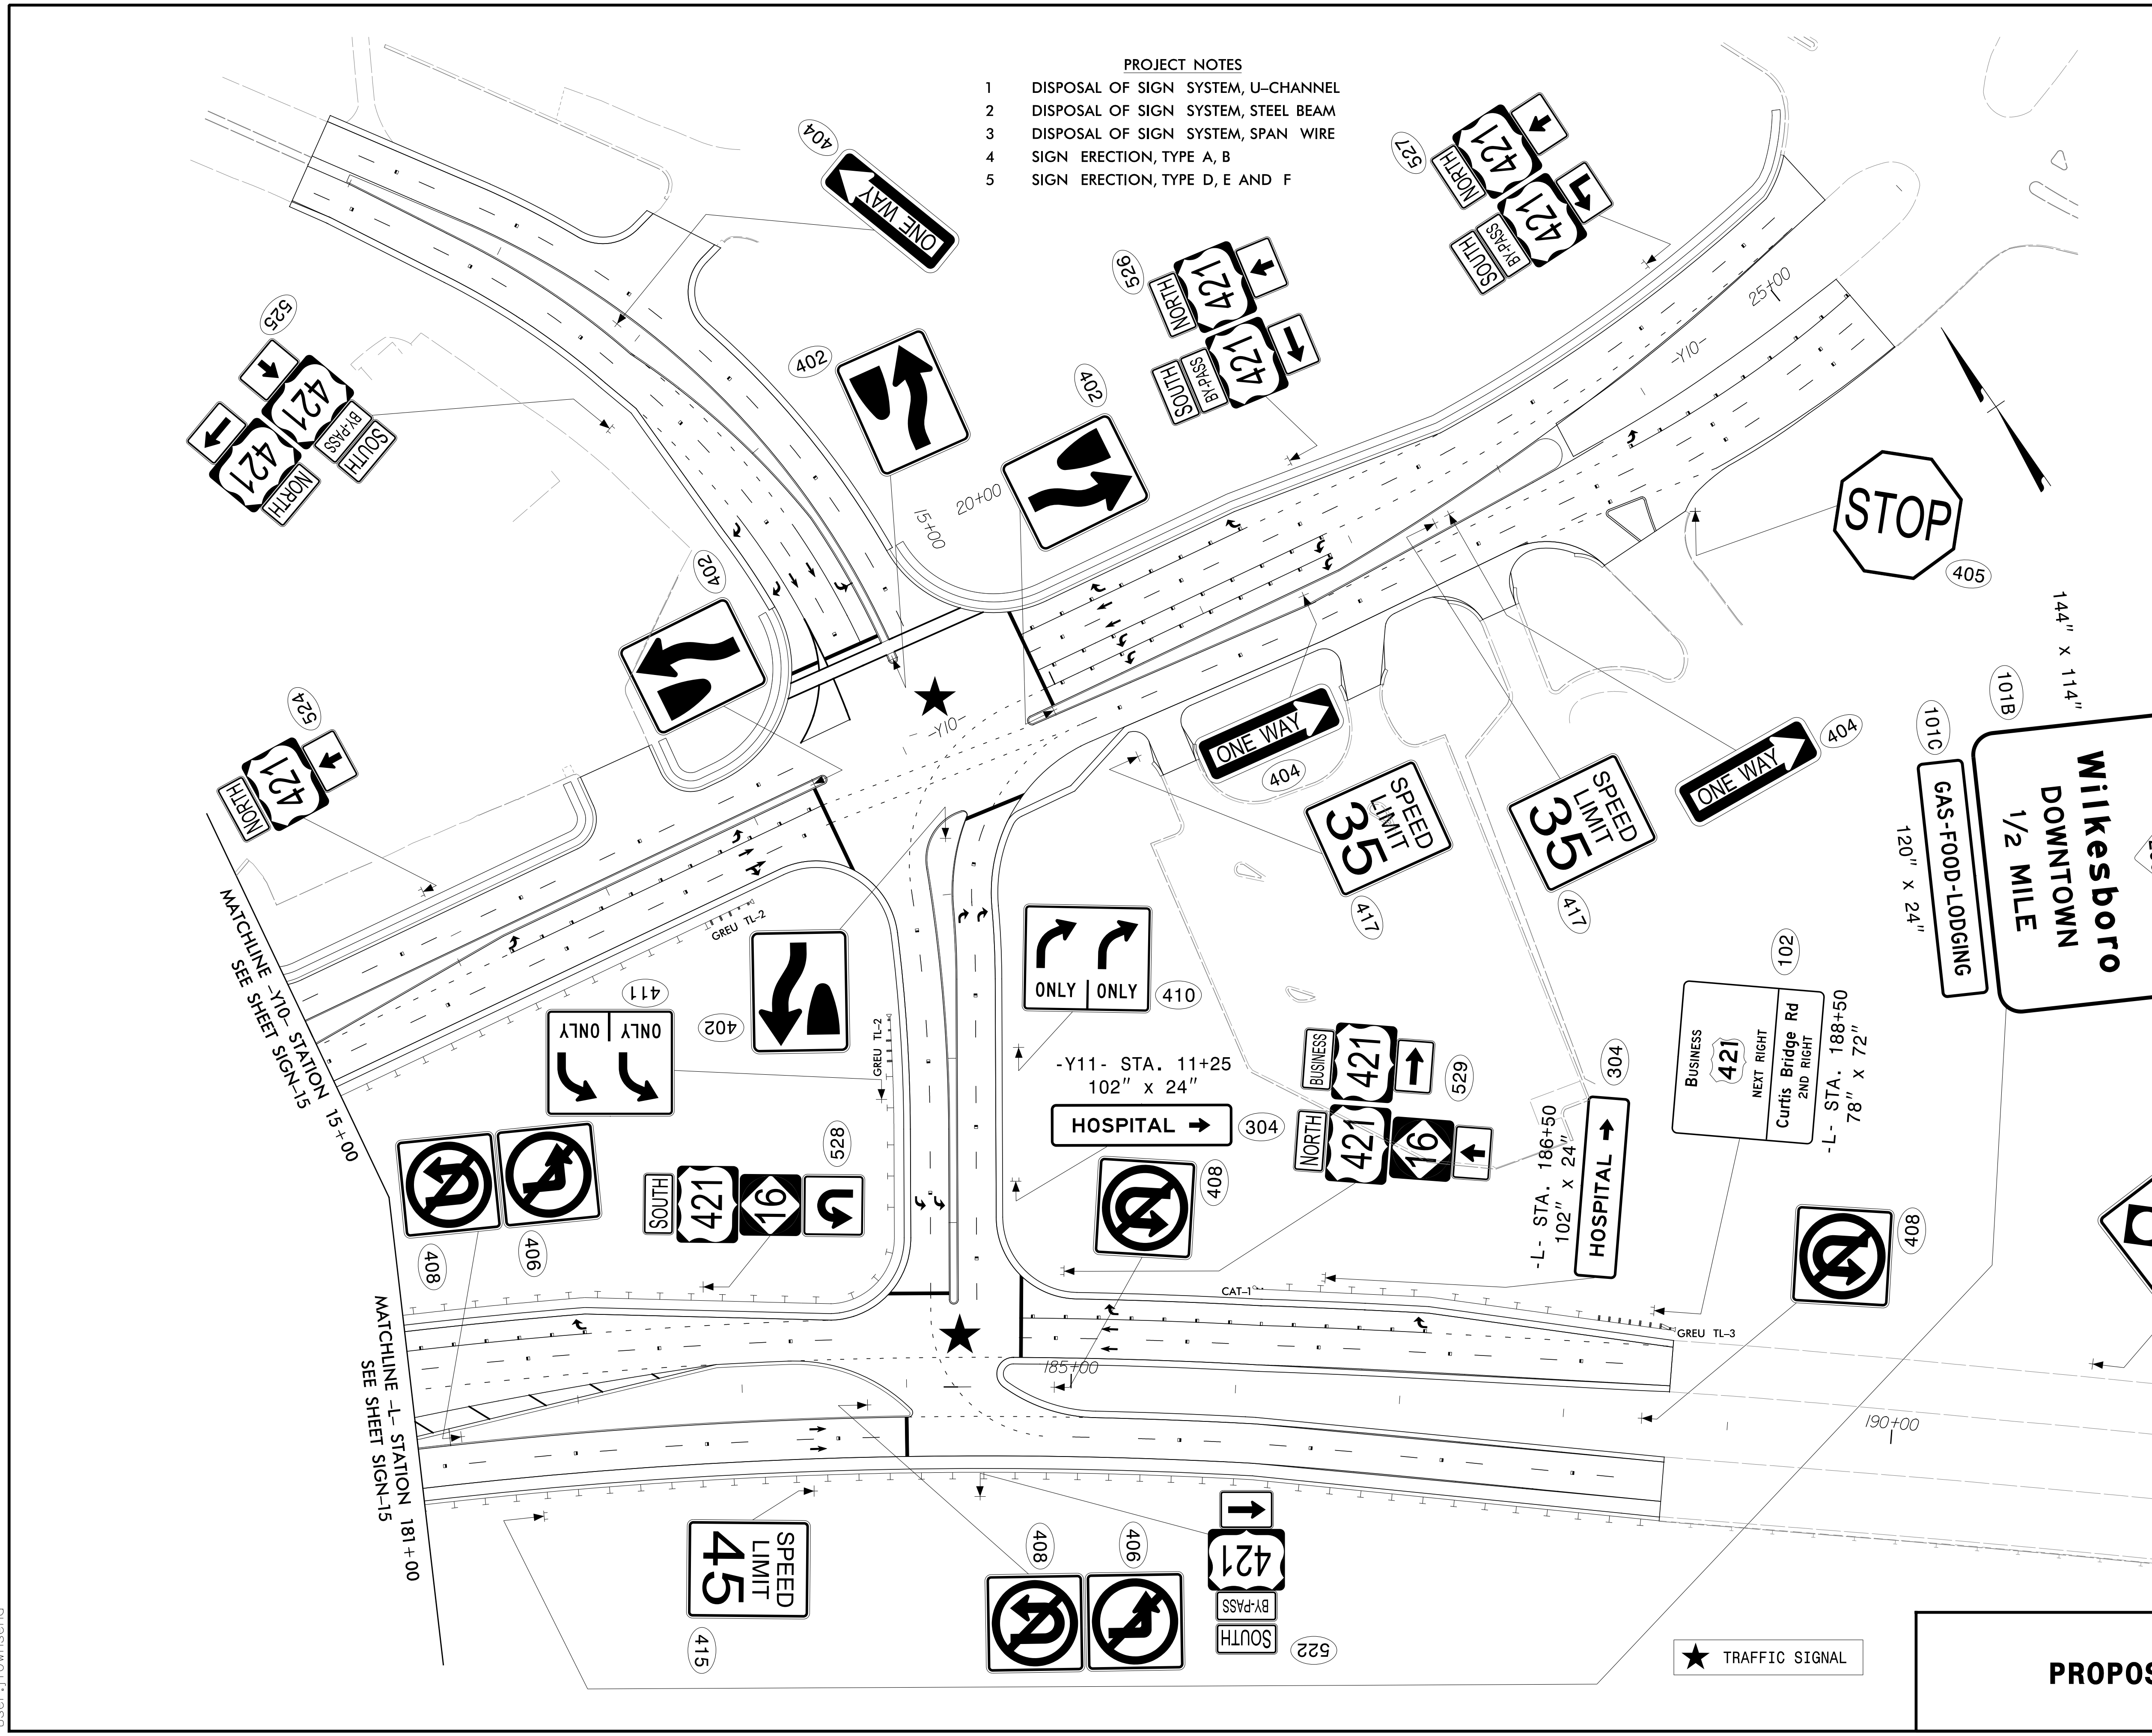 PROJECT NOTES
1 DISPOSAL OF SIGN SYSTEM, U–CHANNEL
2 DISPOSAL OF SIGN SYSTEM, STEEL BEAM
3 DISPOSAL OF SIGN SYSTEM, SPAN WIRE
4 SIGN ERECTION, TYPE A, B
5 SIGN ERECTION, TYPE D, E AND F
404
ONE WAY
527
NORTH
421
SOUTH
BY-PASS
421
526
NORTH
421
SOUTH
BY-PASS
421
525
421
BY-PASS
SOUTH
421
NORTH
402
402
402
15+00
20+00
25+00
-Y10-
-Y10-
STOP
405
524
NORTH
421
ONE WAY
404
ONE WAY
404
SPEED
LIMIT
35
417
SPEED
LIMIT
35
417
144" x 114"
101B
101C
Wilkesboro
DOWNTOWN
1/2 MILE
GAS-FOOD-LODGING
120" x 24"
MATCHLINE -Y10- STATION 15+00
SEE SHEET SIGN-15
GREU TL-2
GREU TL-2
411
ONLY ONLY
402
ONLY ONLY
410
-Y11- STA. 11+25
102" x 24"
HOSPITAL
304
BUSINESS
421
NORTH
421
16
529
304
-L- STA. 186+50
102" x 24"
HOSPITAL
102
BUSINESS
421
NEXT RIGHT
Curtis Bridge Rd
2ND RIGHT
-L- STA. 188+50
78" x 72"
408
406
528
SOUTH
421
16
408
408
CAT-1
GREU TL-3
185+00
190+00
MATCHLINE -L- STATION 181+00
SEE SHEET SIGN-15
SPEED
LIMIT
45
415
408
406
421
BY-PASS
SOUTH
522
TRAFFIC SIGNAL